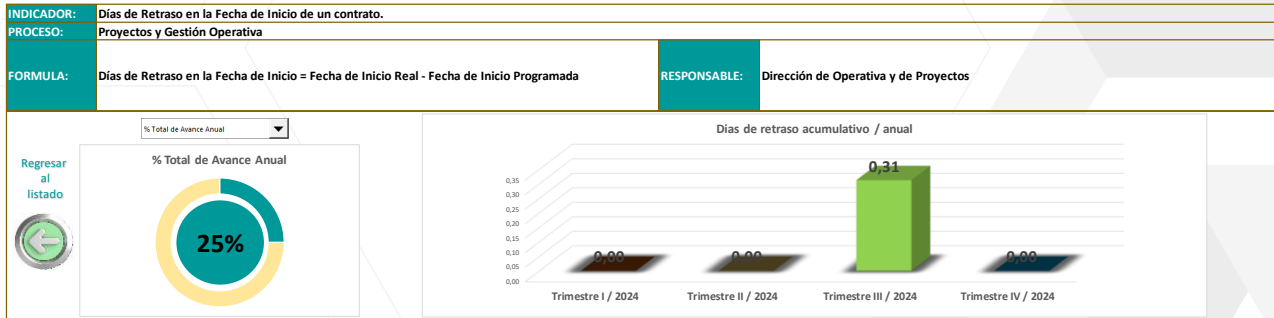 INDICADOR: Días de Retraso en la Fecha de Inicio de un contrato.
PROCESO: Proyectos y Gestión Operativa
FORMULA: Días de Retraso en la Fecha de Inicio = Fecha de Inicio Real - Fecha de Inicio Programada RESPONSABLE: Dirección de Operativa y de Proyectos
% Total de Avance Anual
Regresar
al
listado
% Total de Avance Anual
25%
Dias de retraso acumulativo / anual
0,35
0,30
0,25
0,20
0,15
0,10
0,05
0,00
0,00 0,00 0,31 0,00
Trimestre I / 2024 Trimestre II / 2024 Trimestre III / 2024 Trimestre IV / 2024